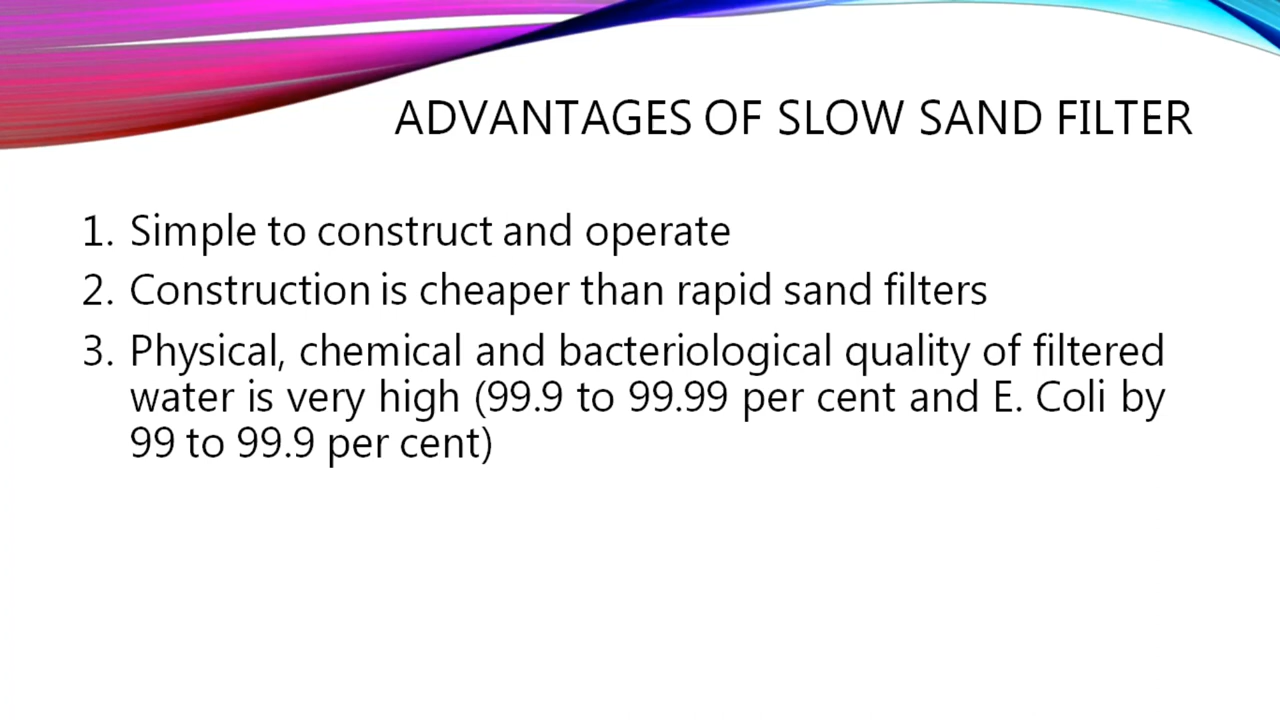 ADVANTAGES OF SLOW SAND FILTER
1. Simple to construct and operate
2. Construction is cheaper than rapid sand filters
3. Physical, chemical and bacteriological quality of filtered
water is very high (99.9 to 99.99 per cent and E. Coli by
99 to 99.9 per cent)